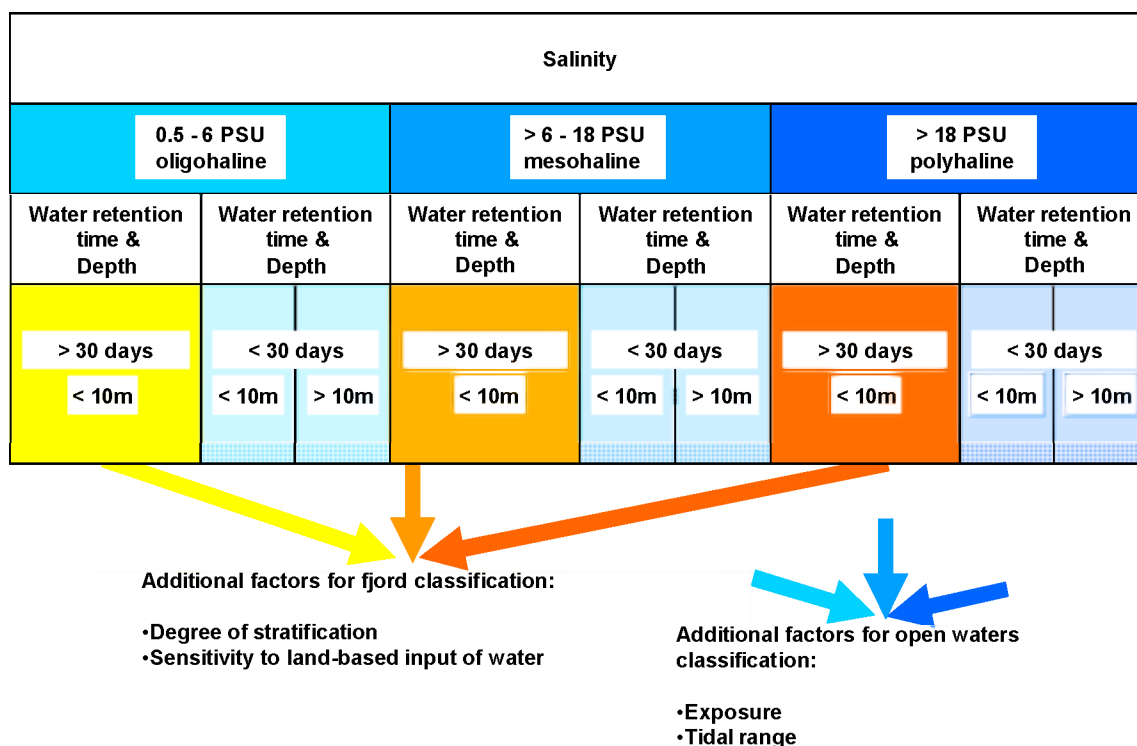 Salinity
0.5 - 6 PSU
oligohaline
> 6 - 18 PSU
mesohaline
> 18 PSU
polyhaline
Water retention
time &
Depth
Water retention
time &
Depth
Water retention
time &
Depth
Water retention
time &
Depth
Water retention
time &
Depth
Water retention
time &
Depth
> 30 days
< 10m
< 30 days
< 10m
> 10m
> 30 days
< 10m
< 30 days
< 10m
> 10m
> 30 days
< 10m
< 30 days
< 10m
> 10m
Additional factors for fjord classification:
•Degree of stratification
•Sensitivity to land-based input of water
Additional factors for open waters
classification:
•Exposure
•Tidal range